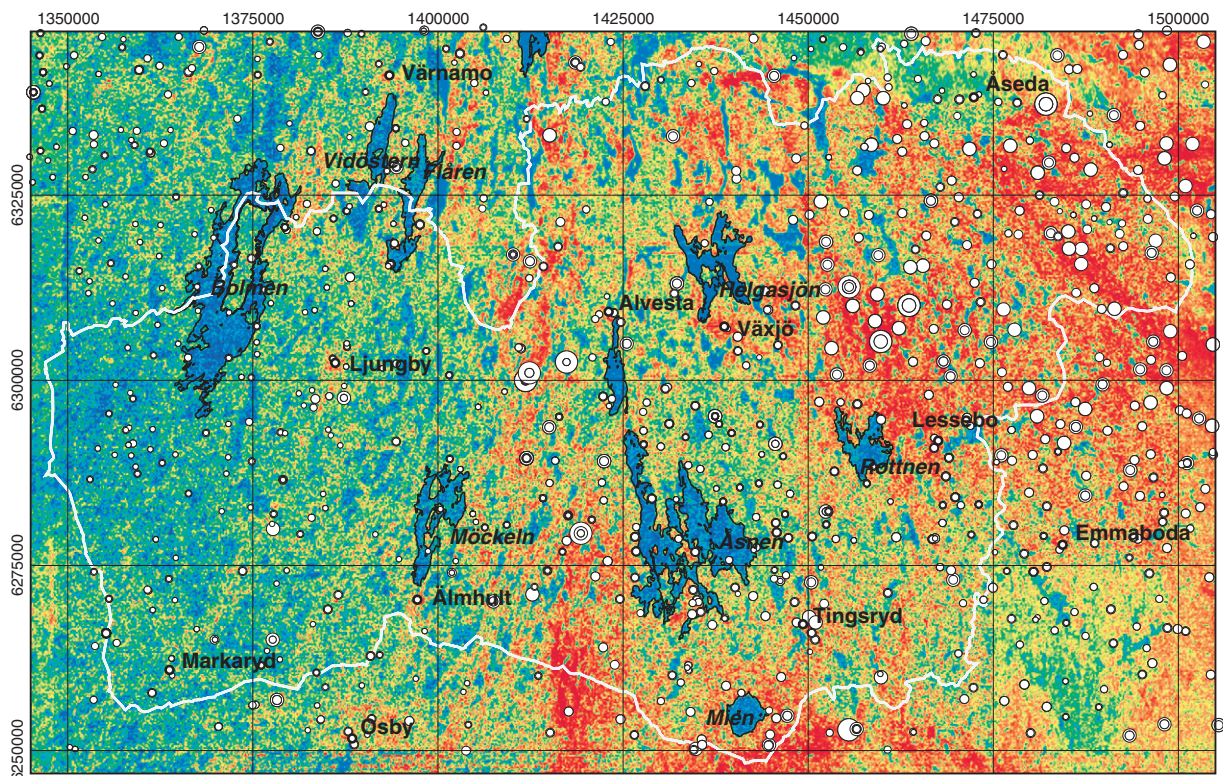 1350000 1375000 1400000 1425000 1450000 1475000 1500000
Värnamo
Åseda
Vidöstern
Flåren
6325000
Bolmen
Helgasjön
Alvesta
Växjö
Ljungby
6300000
Lessebo
Rottnen
Möckeln
Åsnen
Emmaboda
6275000
Älmhult
Tingsryd
Markaryd
Mien
Osby
6250000